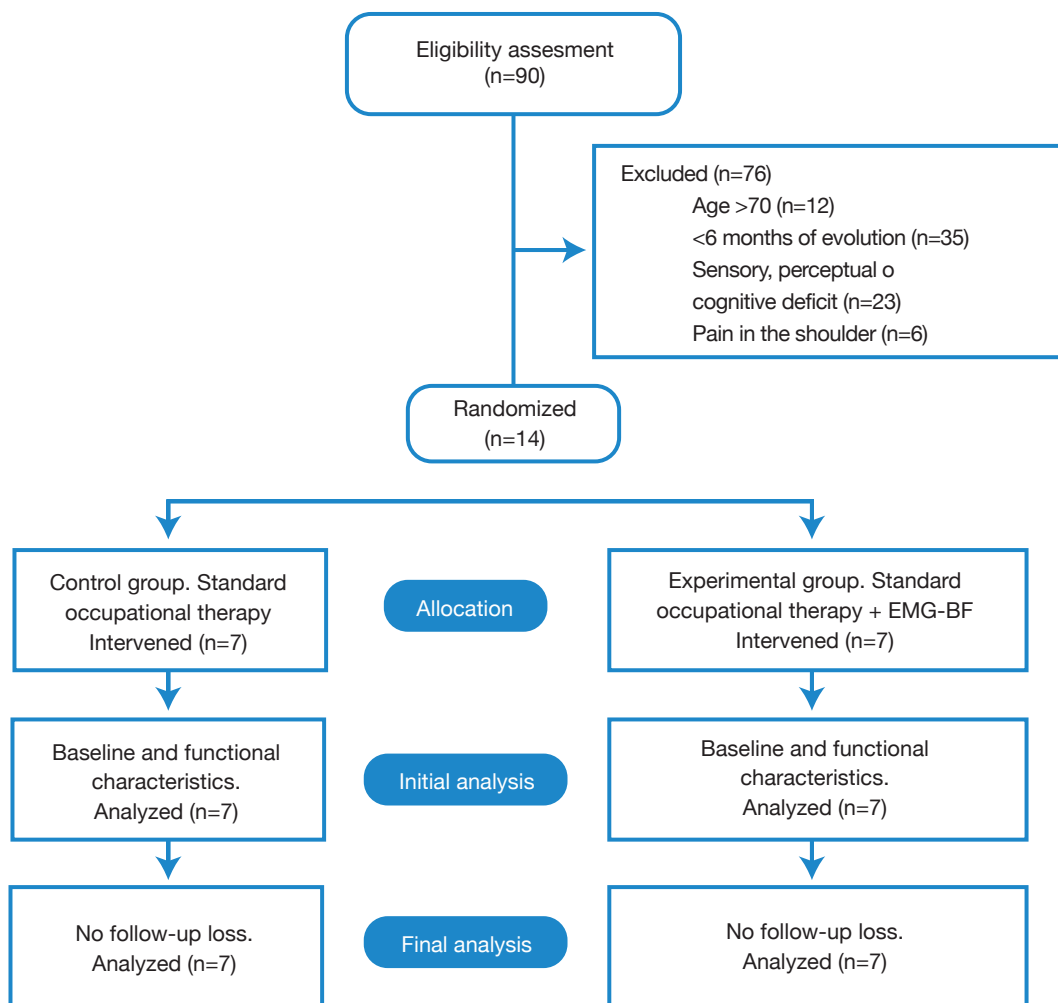 Eligibility assesment
(n=90)
Excluded (n=76)
Age >70 (n=12)
<6 months of evolution (n=35)
Sensory, perceptual o
cognitive deficit (n=23)
Pain in the shoulder (n=6)
Randomized
(n=14)
Control group. Standard
occupational therapy
Intervened (n=7)
Allocation
Experimental group. Standard
occupational therapy + EMG-BF
Intervened (n=7)
Baseline and functional
characteristics.
Analyzed (n=7)
Initial analysis
Baseline and functional
characteristics.
Analyzed (n=7)
No follow-up loss.
Analyzed (n=7)
Final analysis
No follow-up loss.
Analyzed (n=7)